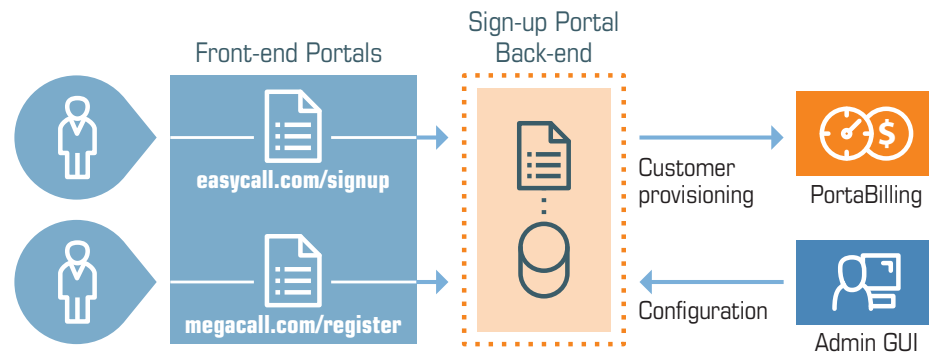 Sign-up Portal
Back-end
Front-end Portals
easycall.com/signup
megacall.com/register
Customer
provisioning
$
PortaBilling
Configuration
Admin GUI